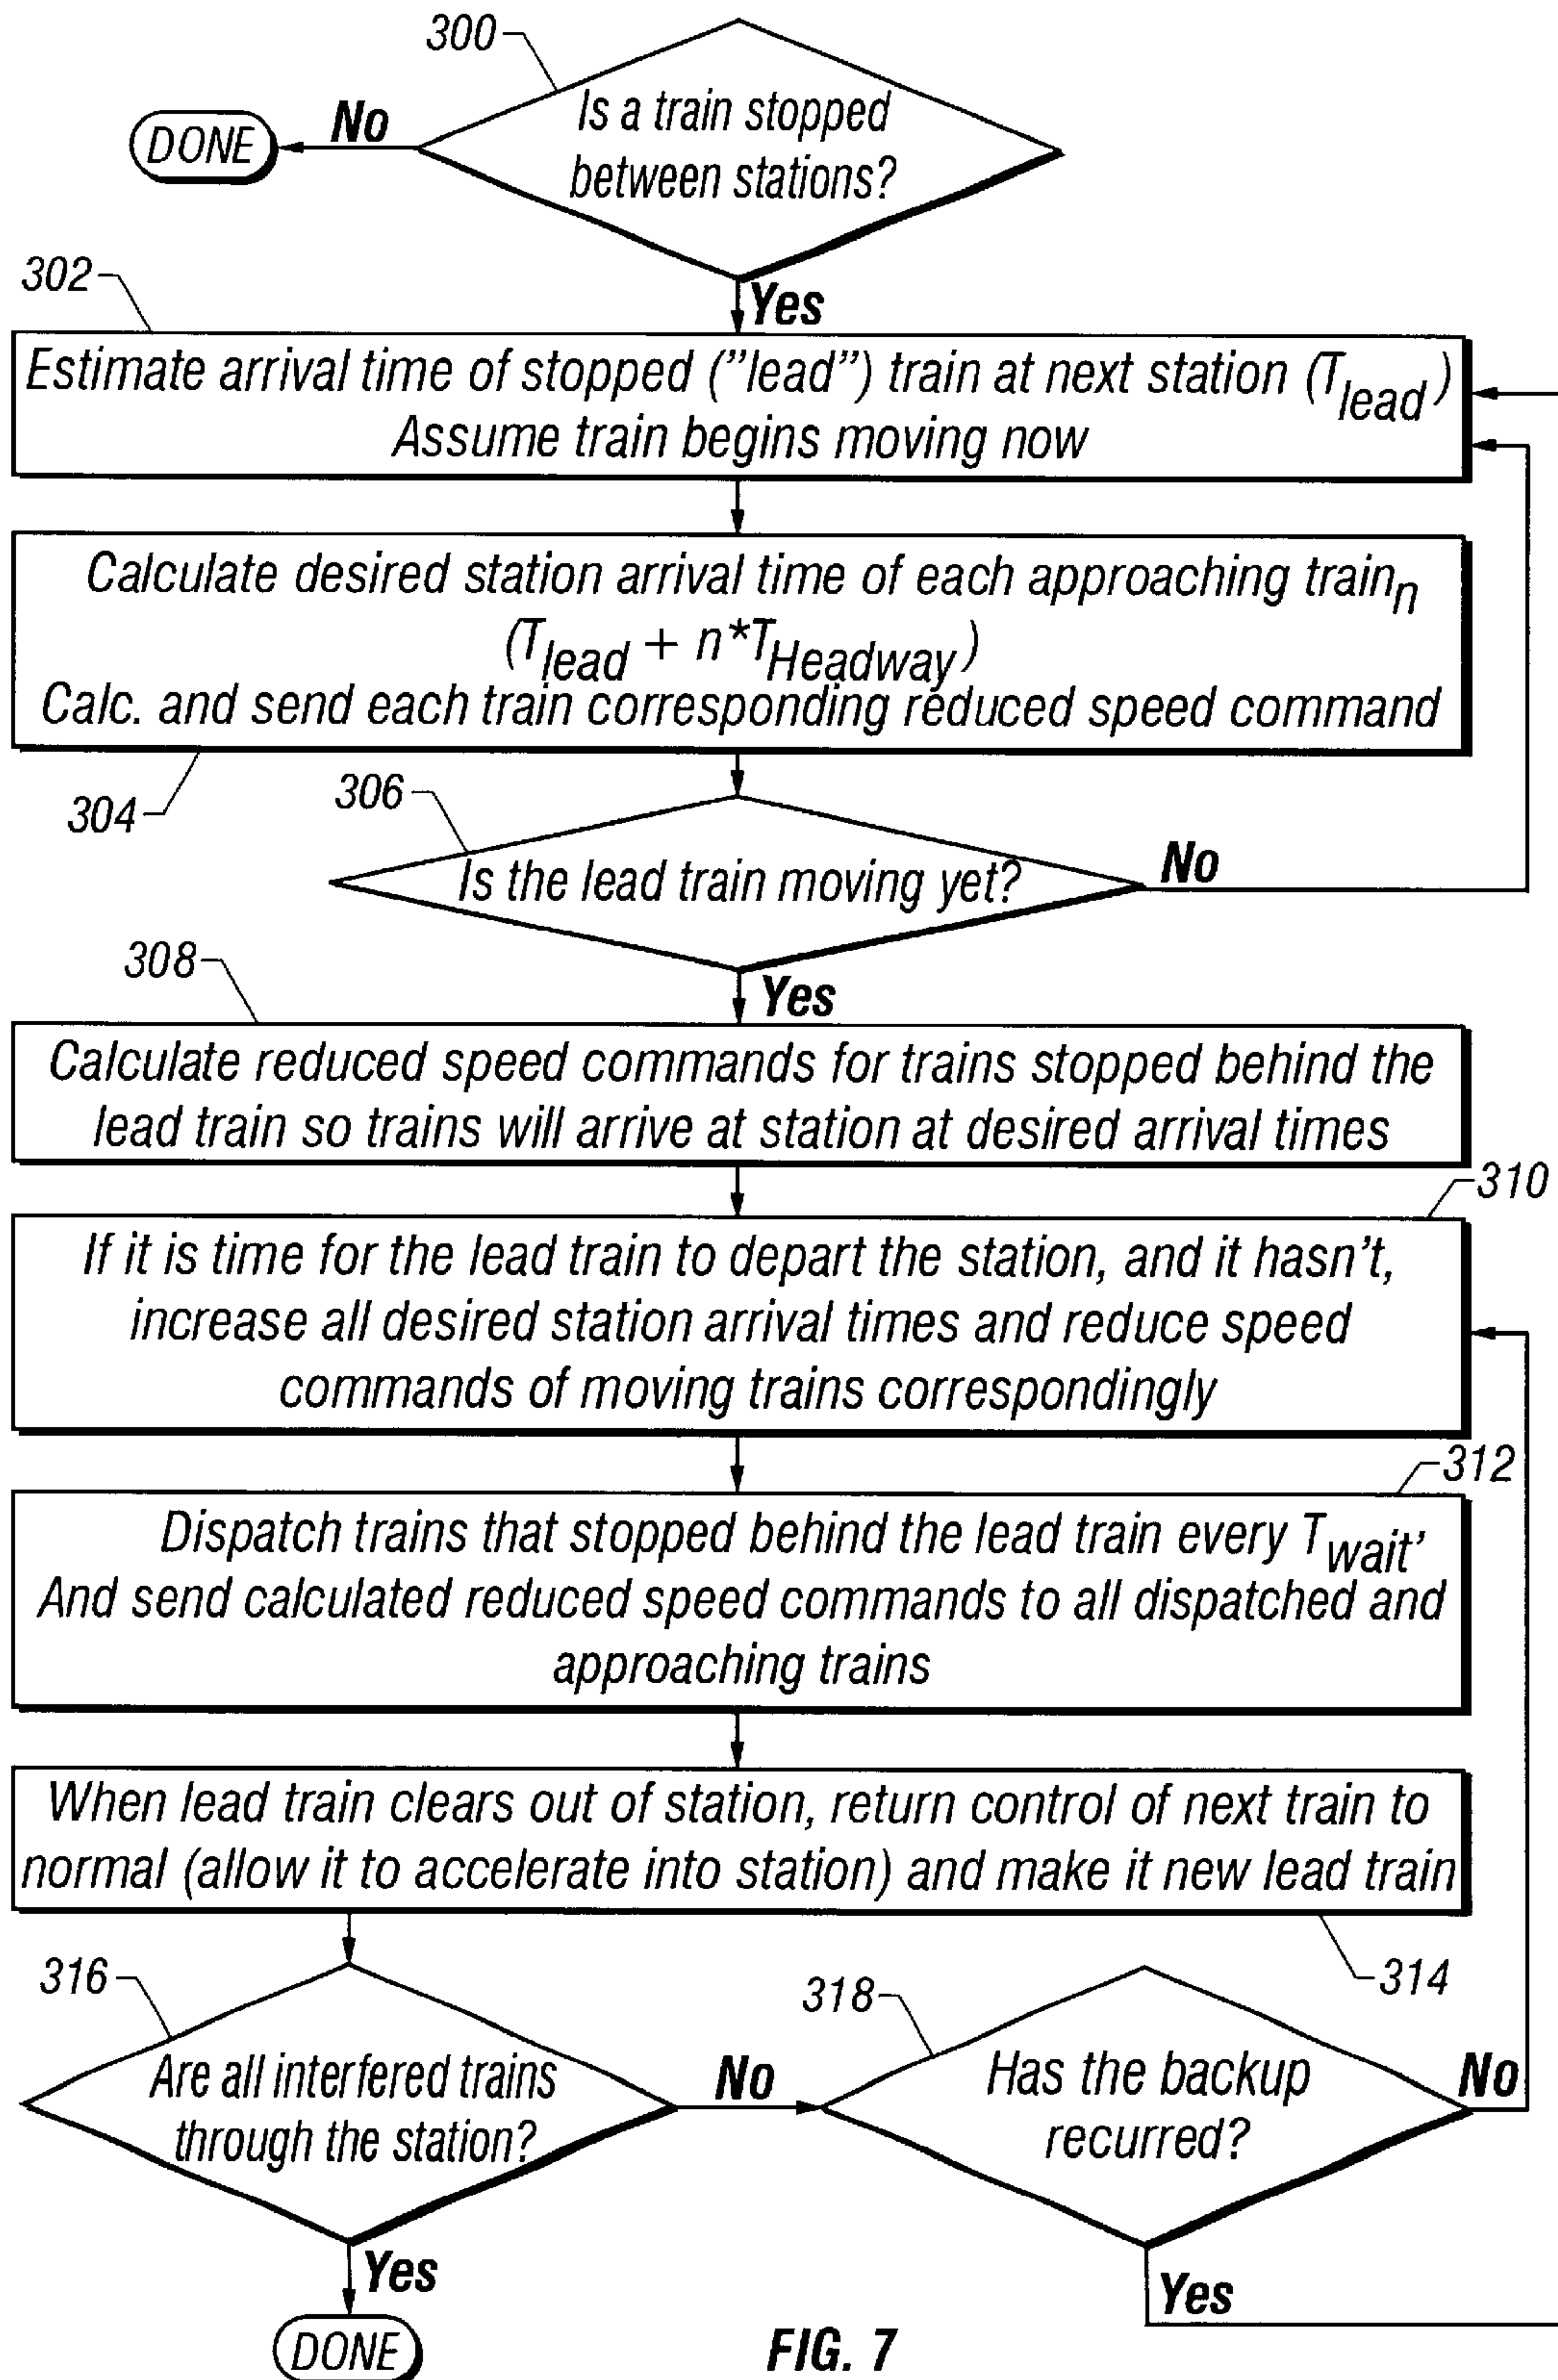 300
Is a train stopped
between stations?
No
DONE
Yes
302
Estimate arrival time of stopped ("lead") train at next station (Tlead)
Assume train begins moving now
Calculate desired station arrival time of each approaching trainn
(Tlead + n*THeadway)
Calc. and send each train corresponding reduced speed command
304
306
Is the lead train moving yet?
No
Yes
308
Calculate reduced speed commands for trains stopped behind the
lead train so trains will arrive at station at desired arrival times
310
If it is time for the lead train to depart the station, and it hasn't,
increase all desired station arrival times and reduce speed
commands of moving trains correspondingly
312
Dispatch trains that stopped behind the lead train every Twait,
And send calculated reduced speed commands to all dispatched and
approaching trains
When lead train clears out of station, return control of next train to
normal (allow it to accelerate into station) and make it new lead train
314
316
Are all interfered trains
through the station?
No
318
Has the backup
recurred?
No
Yes
Yes
DONE
FIG. 7